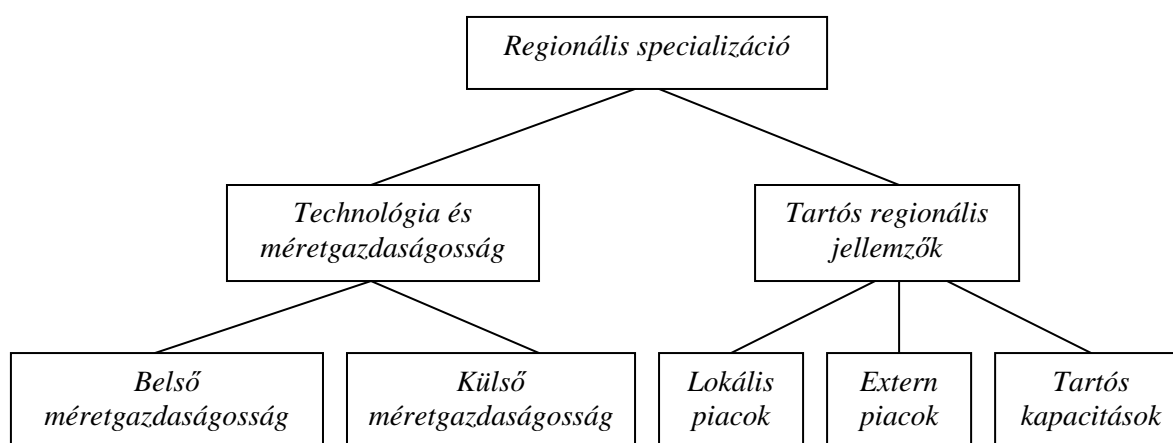 Regionális specializáció
Technológia és
méretgazdaságosság
Tartós regionális
jellemzők
Belső
méretgazdaságosság
Külső
méretgazdaságosság
Lokális
piacok
Extern
piacok
Tartós
kapacitások